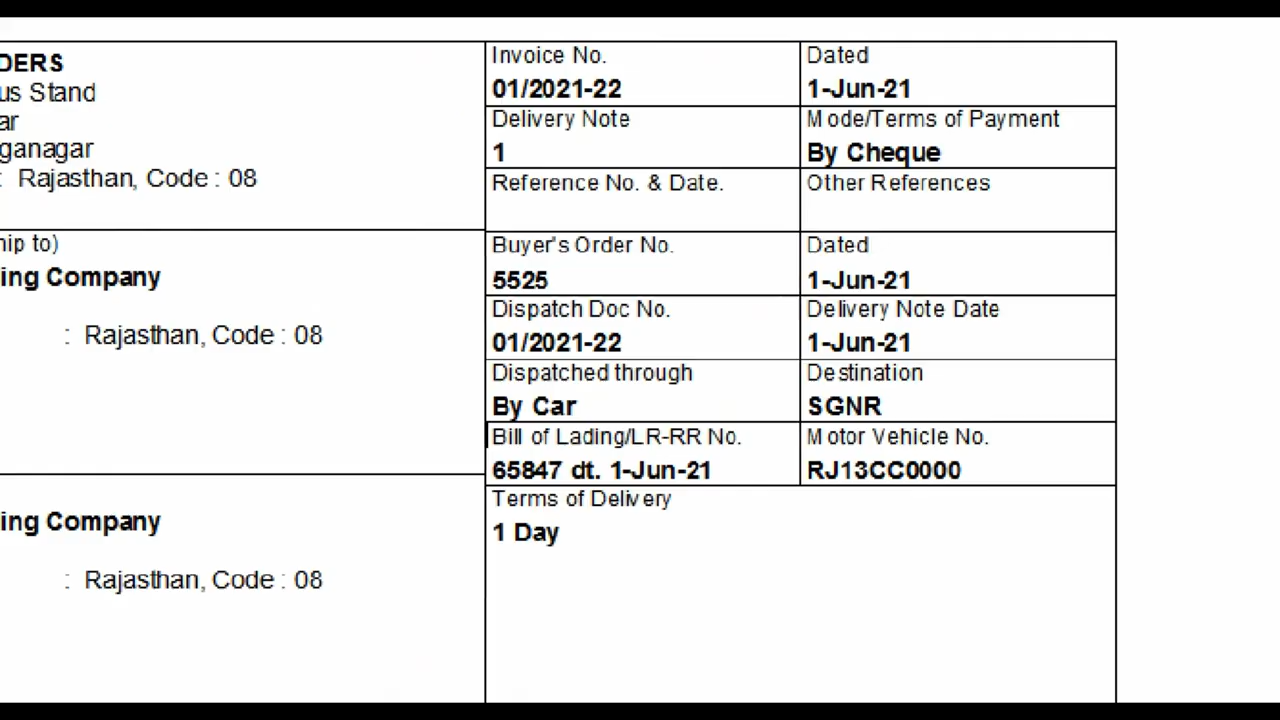 DERS
us Stand
ar
ganagar
: Rajasthan, Code : 08
hip to)
ing Company
: Rajasthan, Code : 08
ing Company
: Rajasthan, Code : 08
Invoice No.
01/2021-22
Dated
1-Jun-21
Delivery Note
1
Mode/Terms of Payment
By Cheque
Reference No. & Date.
Other References
Buyer's Order No.
5525
Dated
1-Jun-21
Dispatch Doc No.
01/2021-22
Delivery Note Date
1-Jun-21
Dispatched through
By Car
Destination
SGNR
Bill of Lading/LR-RR No.
65847 dt. 1-Jun-21
Motor Vehicle No.
RJ13CC0000
Terms of Delivery
1 Day